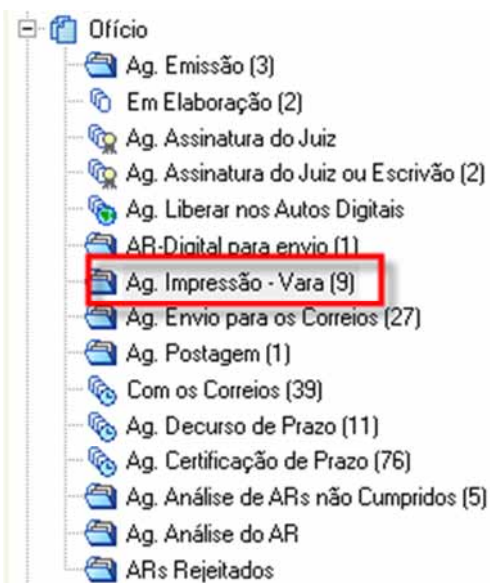 Ofício
Ag. Emissão (3)
Em Elaboração (2)
Ag. Assinatura do Juiz
Ag. Assinatura do Juiz ou Escrivão (2)
Ag. Liberar nos Autos Digitais
AR-Digital para envio (1)
Ag. Impressão - Vara (9)
Ag. Envio para os Correios (27)
Ag. Postagem (1)
Com os Correios (39)
Ag. Decurso de Prazo (11)
Ag. Certificação de Prazo (76)
Ag. Análise de ARs não Cumpridos (5)
Ag. Análise do AR
ARs Rejeitados